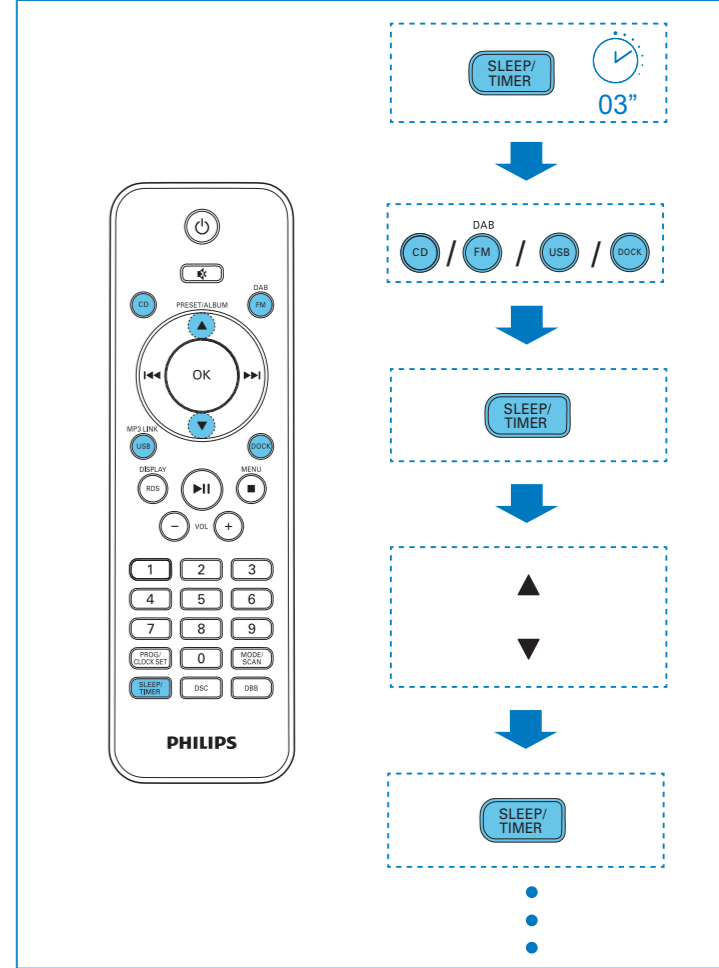 DAB
CD
FM
PRESET/ALBUM
OK
MP3 LINK
USB
DOCK
DISPLAY
MENU
RDS
− VOL +
1 2 3
4 5 6
7 8 9
PROG/
CLOCK SET
0
MODE/
SCAN
SLEEP/
TIMER
DSC
DBB
PHILIPS
SLEEP/
TIMER
03”
DAB
CD / FM / USB / DOCK
SLEEP/
TIMER
SLEEP/
TIMER